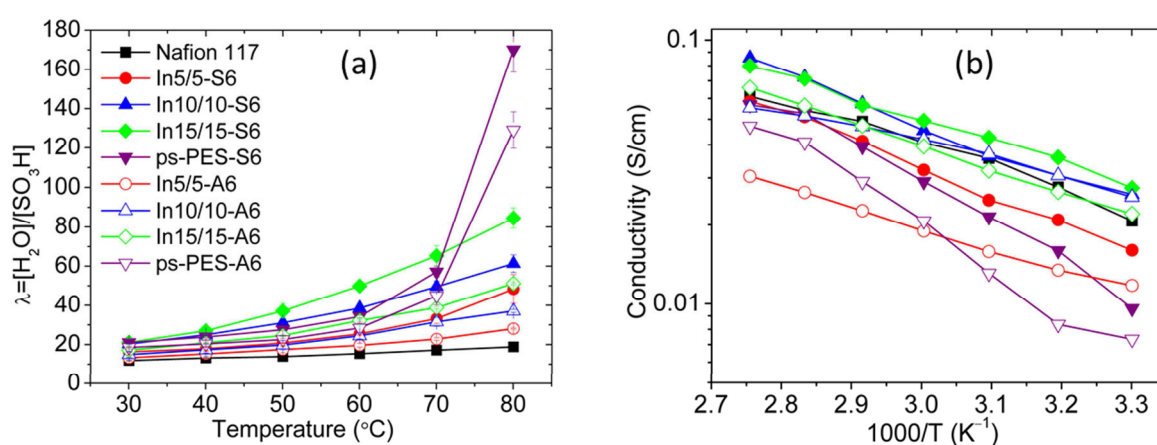 180
160
140
120
100
80
60
40
20
0
λ=[H₂O]/[SO₃H]
(a)
Nafion 117
In5/5-S6
In10/10-S6
In15/15-S6
ps-PES-S6
In5/5-A6
In10/10-A6
In15/15-A6
ps-PES-A6
30 40 50 60 70 80
Temperature (°C)
0.1
0.01
Conductivity (S/cm)
(b)
2.7 2.8 2.9 3.0 3.1 3.2 3.3
1000/T (K⁻¹)